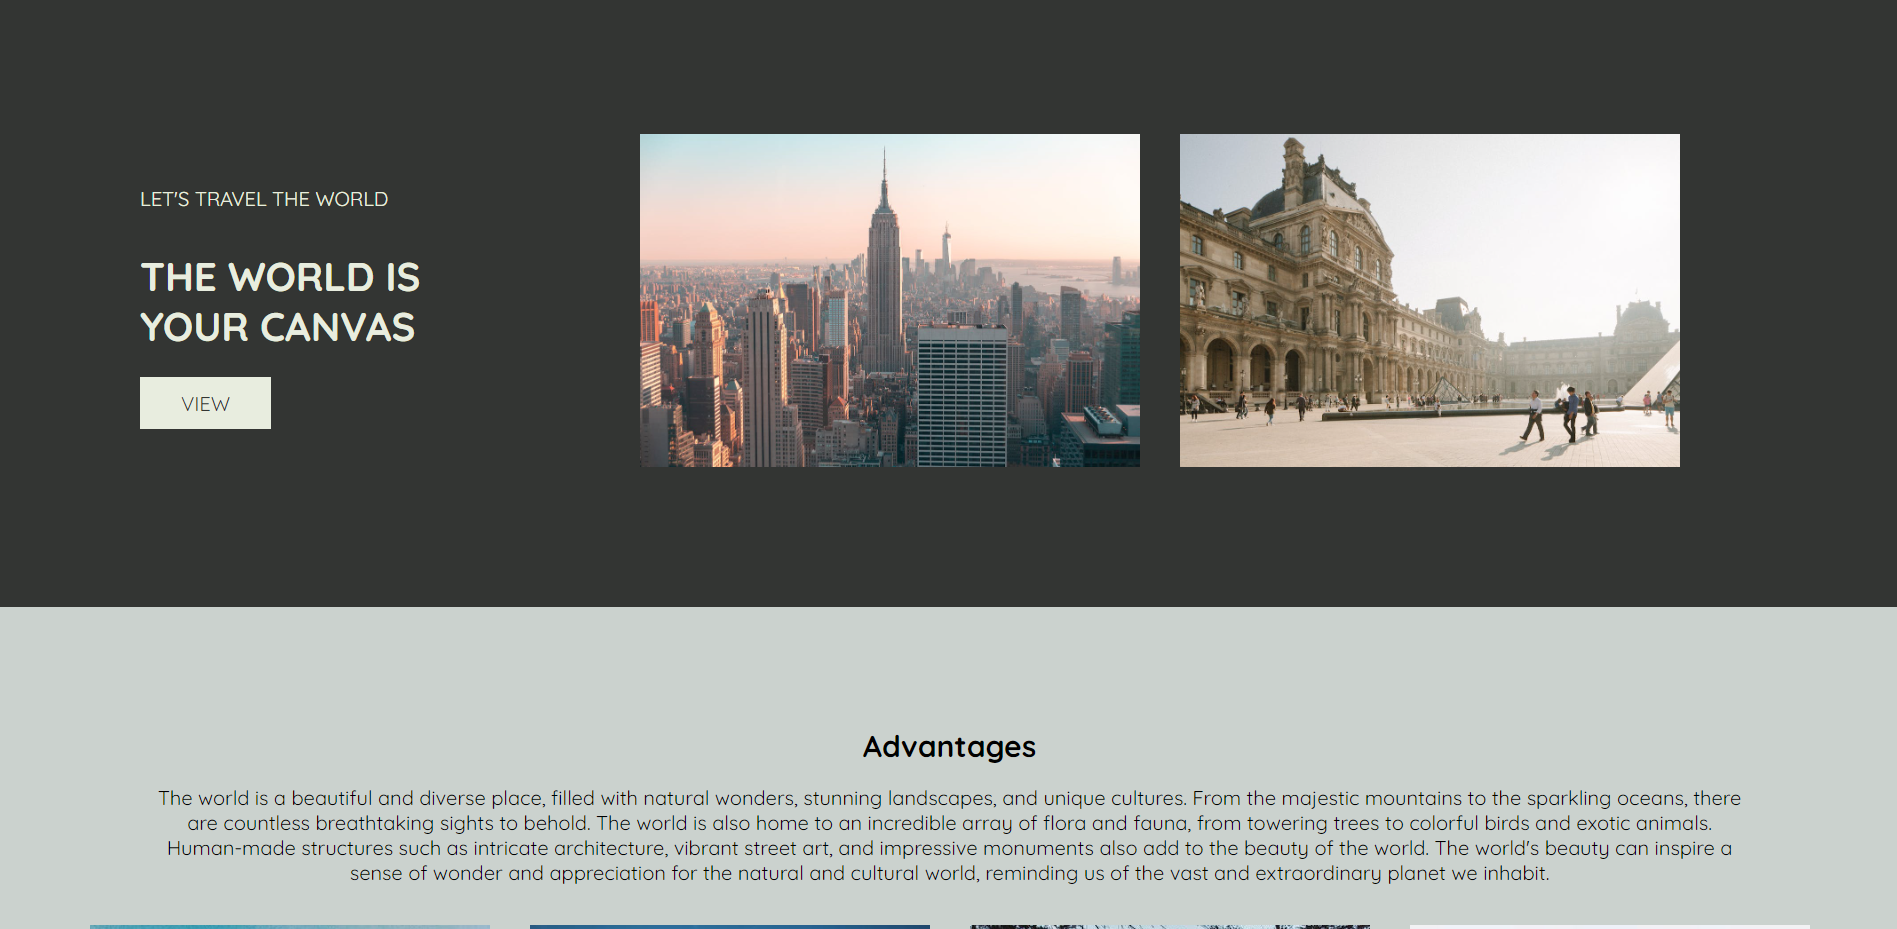 LET'S TRAVEL THE WORLD
THE WORLD IS
YOUR CANVAS
VIEW
Advantages
The world is a beautiful and diverse place, filled with natural wonders, stunning landscapes, and unique cultures. From the majestic mountains to the sparkling oceans, there
are countless breathtaking sights to behold. The world is also home to an incredible array of flora and fauna, from towering trees to colorful birds and exotic animals.
Human-made structures such as intricate architecture, vibrant street art, and impressive monuments also add to the beauty of the world. The world's beauty can inspire a
sense of wonder and appreciation for the natural and cultural world, reminding us of the vast and extraordinary planet we inhabit.